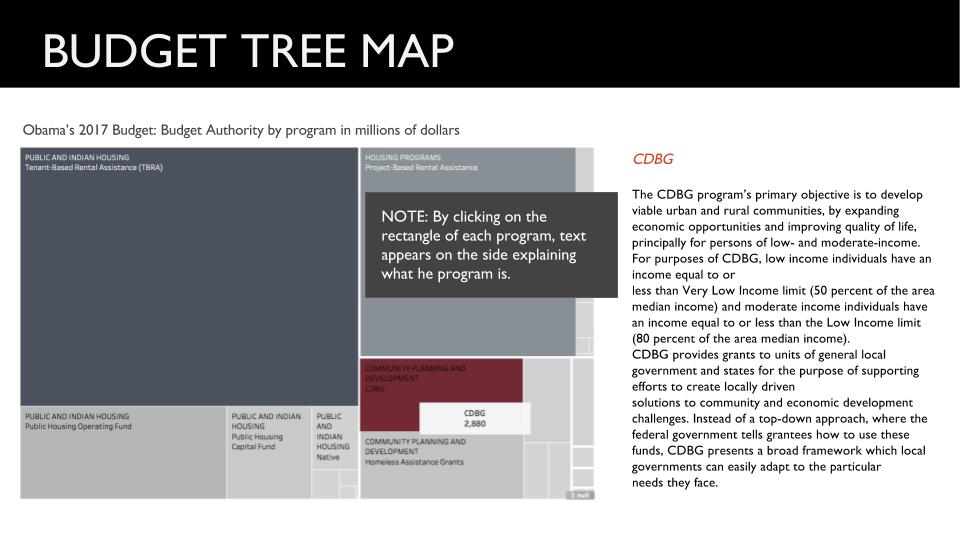 BUDGET TREE MAP
Obama's 2017 Budget: Budget Authority by program in millions of dollars
PUBLIC AND INDIAN HOUSING
Tenant-Based Rental Assistance (TBRA)
HOUSING PROGRAMS
Project-Based Rental Assistance
NOTE: By clicking on the
rectangle of each program, text
appears on the side explaining
what he program is.
COMMUNITY PLANNING AND
DEVELOPMENT
CDBG
CDBG
2,880
PUBLIC AND INDIAN HOUSING
Public Housing Operating Fund
PUBLIC AND INDIAN
HOUSING
Public Housing
Capital Fund
PUBLIC
AND
INDIAN
HOUSING
Native
COMMUNITY PLANNING AND
DEVELOPMENT
Homeless Assistance Grants
1 null
CDBG
The CDBG program's primary objective is to develop
viable urban and rural communities, by expanding
economic opportunities and improving quality of life,
principally for persons of low- and moderate-income.
For purposes of CDBG, low income individuals have an
income equal to or
less than Very Low Income limit (50 percent of the area
median income) and moderate income individuals have
an income equal to or less than the Low Income limit
(80 percent of the area median income).
CDBG provides grants to units of general local
government and states for the purpose of supporting
efforts to create locally driven
solutions to community and economic development
challenges. Instead of a top-down approach, where the
federal government tells grantees how to use these
funds, CDBG presents a broad framework which local
governments can easily adapt to the particular
needs they face.